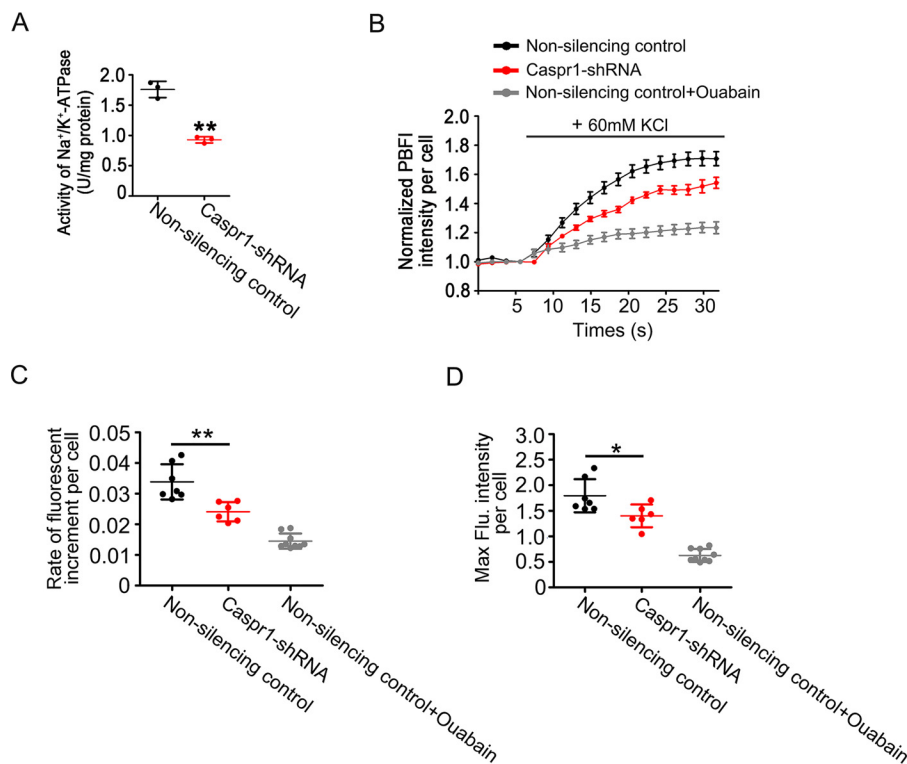 A
Activity of Na⁺/K⁺-ATPase
(U/mg protein)
2.0
1.5
1.0
0.5
0
**
Non-silencing control
Caspr1-shRNA
B
Non-silencing control
Caspr1-shRNA
Non-silencing control+Ouabain
+ 60mM KCl
Normalized PBFI
intensity per cell
1.8
1.6
1.4
1.2
1.0
0.8
5
10
15
20
25
30
Times (s)
C
Rate of fluorescent
increment per cell
0.05
0.04
0.03
0.02
0.01
0
**
Non-silencing control
Caspr1-shRNA
Non-silencing control+Ouabain
D
Max Flu. intensity
per cell
3.0
2.5
2.0
1.5
1.0
0.5
0
*
Non-silencing control
Caspr1-shRNA
Non-silencing control+Ouabain